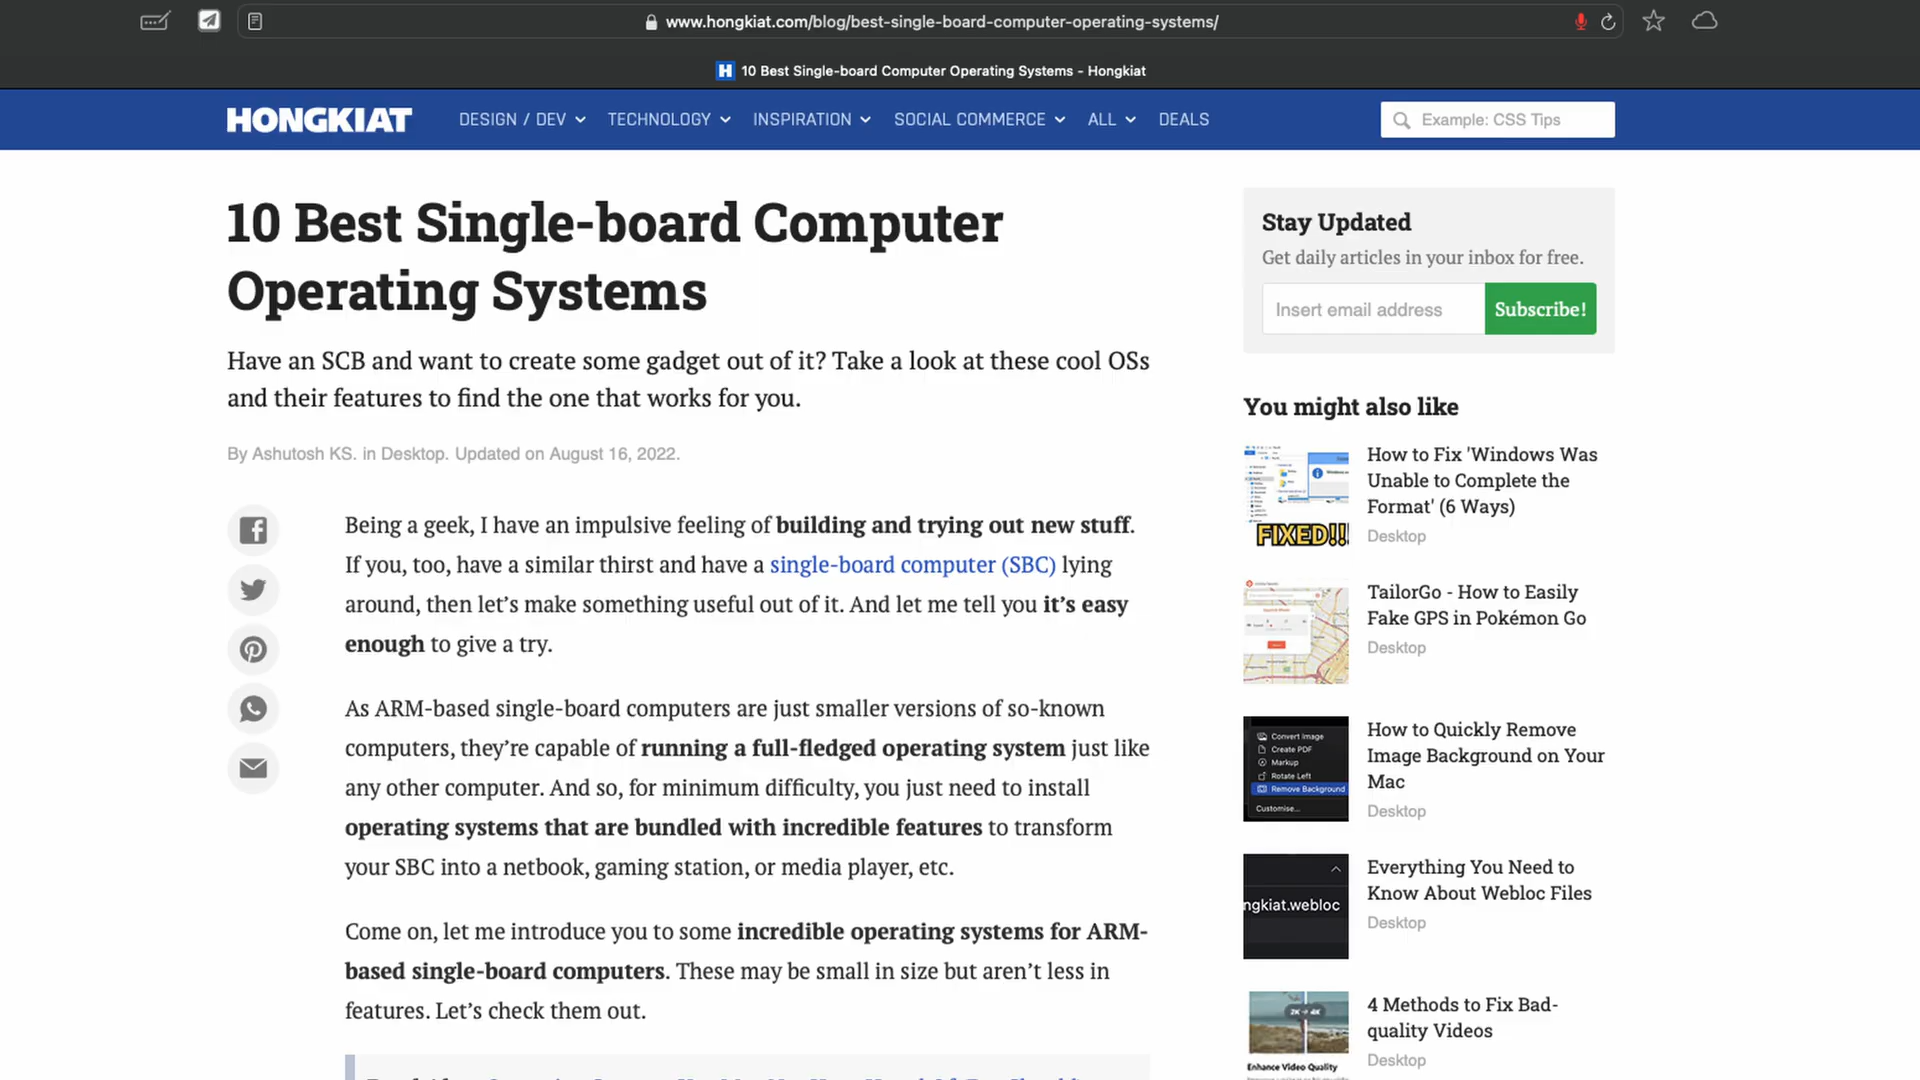 www.hongkiat.com/blog/best-single-board-computer-operating-systems/
H 10 Best Single-board Computer Operating Systems - Hongkiat
HONGKIAT DESIGN / DEV TECHNOLOGY INSPIRATION SOCIAL COMMERCE ALL DEALS Example: CSS Tips
10 Best Single-board Computer
Operating Systems
Have an SCB and want to create some gadget out of it? Take a look at these cool OSs
and their features to find the one that works for you.
By Ashutosh KS. in Desktop. Updated on August 16, 2022.
Being a geek, I have an impulsive feeling of building and trying out new stuff.
If you, too, have a similar thirst and have a single-board computer (SBC) lying
around, then let’s make something useful out of it. And let me tell you it’s easy
enough to give a try.
As ARM-based single-board computers are just smaller versions of so-known
computers, they’re capable of running a full-fledged operating system just like
any other computer. And so, for minimum difficulty, you just need to install
operating systems that are bundled with incredible features to transform
your SBC into a netbook, gaming station, or media player, etc.
Come on, let me introduce you to some incredible operating systems for ARM-
based single-board computers. These may be small in size but aren’t less in
features. Let’s check them out.
Stay Updated
Get daily articles in your inbox for free.
Insert email address Subscribe!
You might also like
FIXED!!
How to Fix 'Windows Was
Unable to Complete the
Format' (6 Ways)
Desktop
TailorGo - How to Easily
Fake GPS in Pokémon Go
Desktop
Convert Image
Create PDF
Markup
Rotate Left
Remove Background
Customise...
How to Quickly Remove
Image Background on Your
Mac
Desktop
ngkiat.webloc
Everything You Need to
Know About Webloc Files
Desktop
2K 4K
Enhance Video Quality
4 Methods to Fix Bad-
quality Videos
Desktop